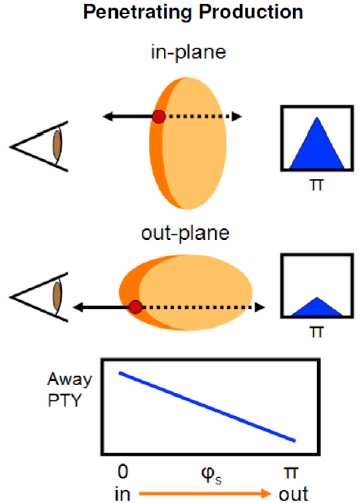 Penetrating Production
in-plane
π
out-plane
π
Away
PTY
0 φs π
in out